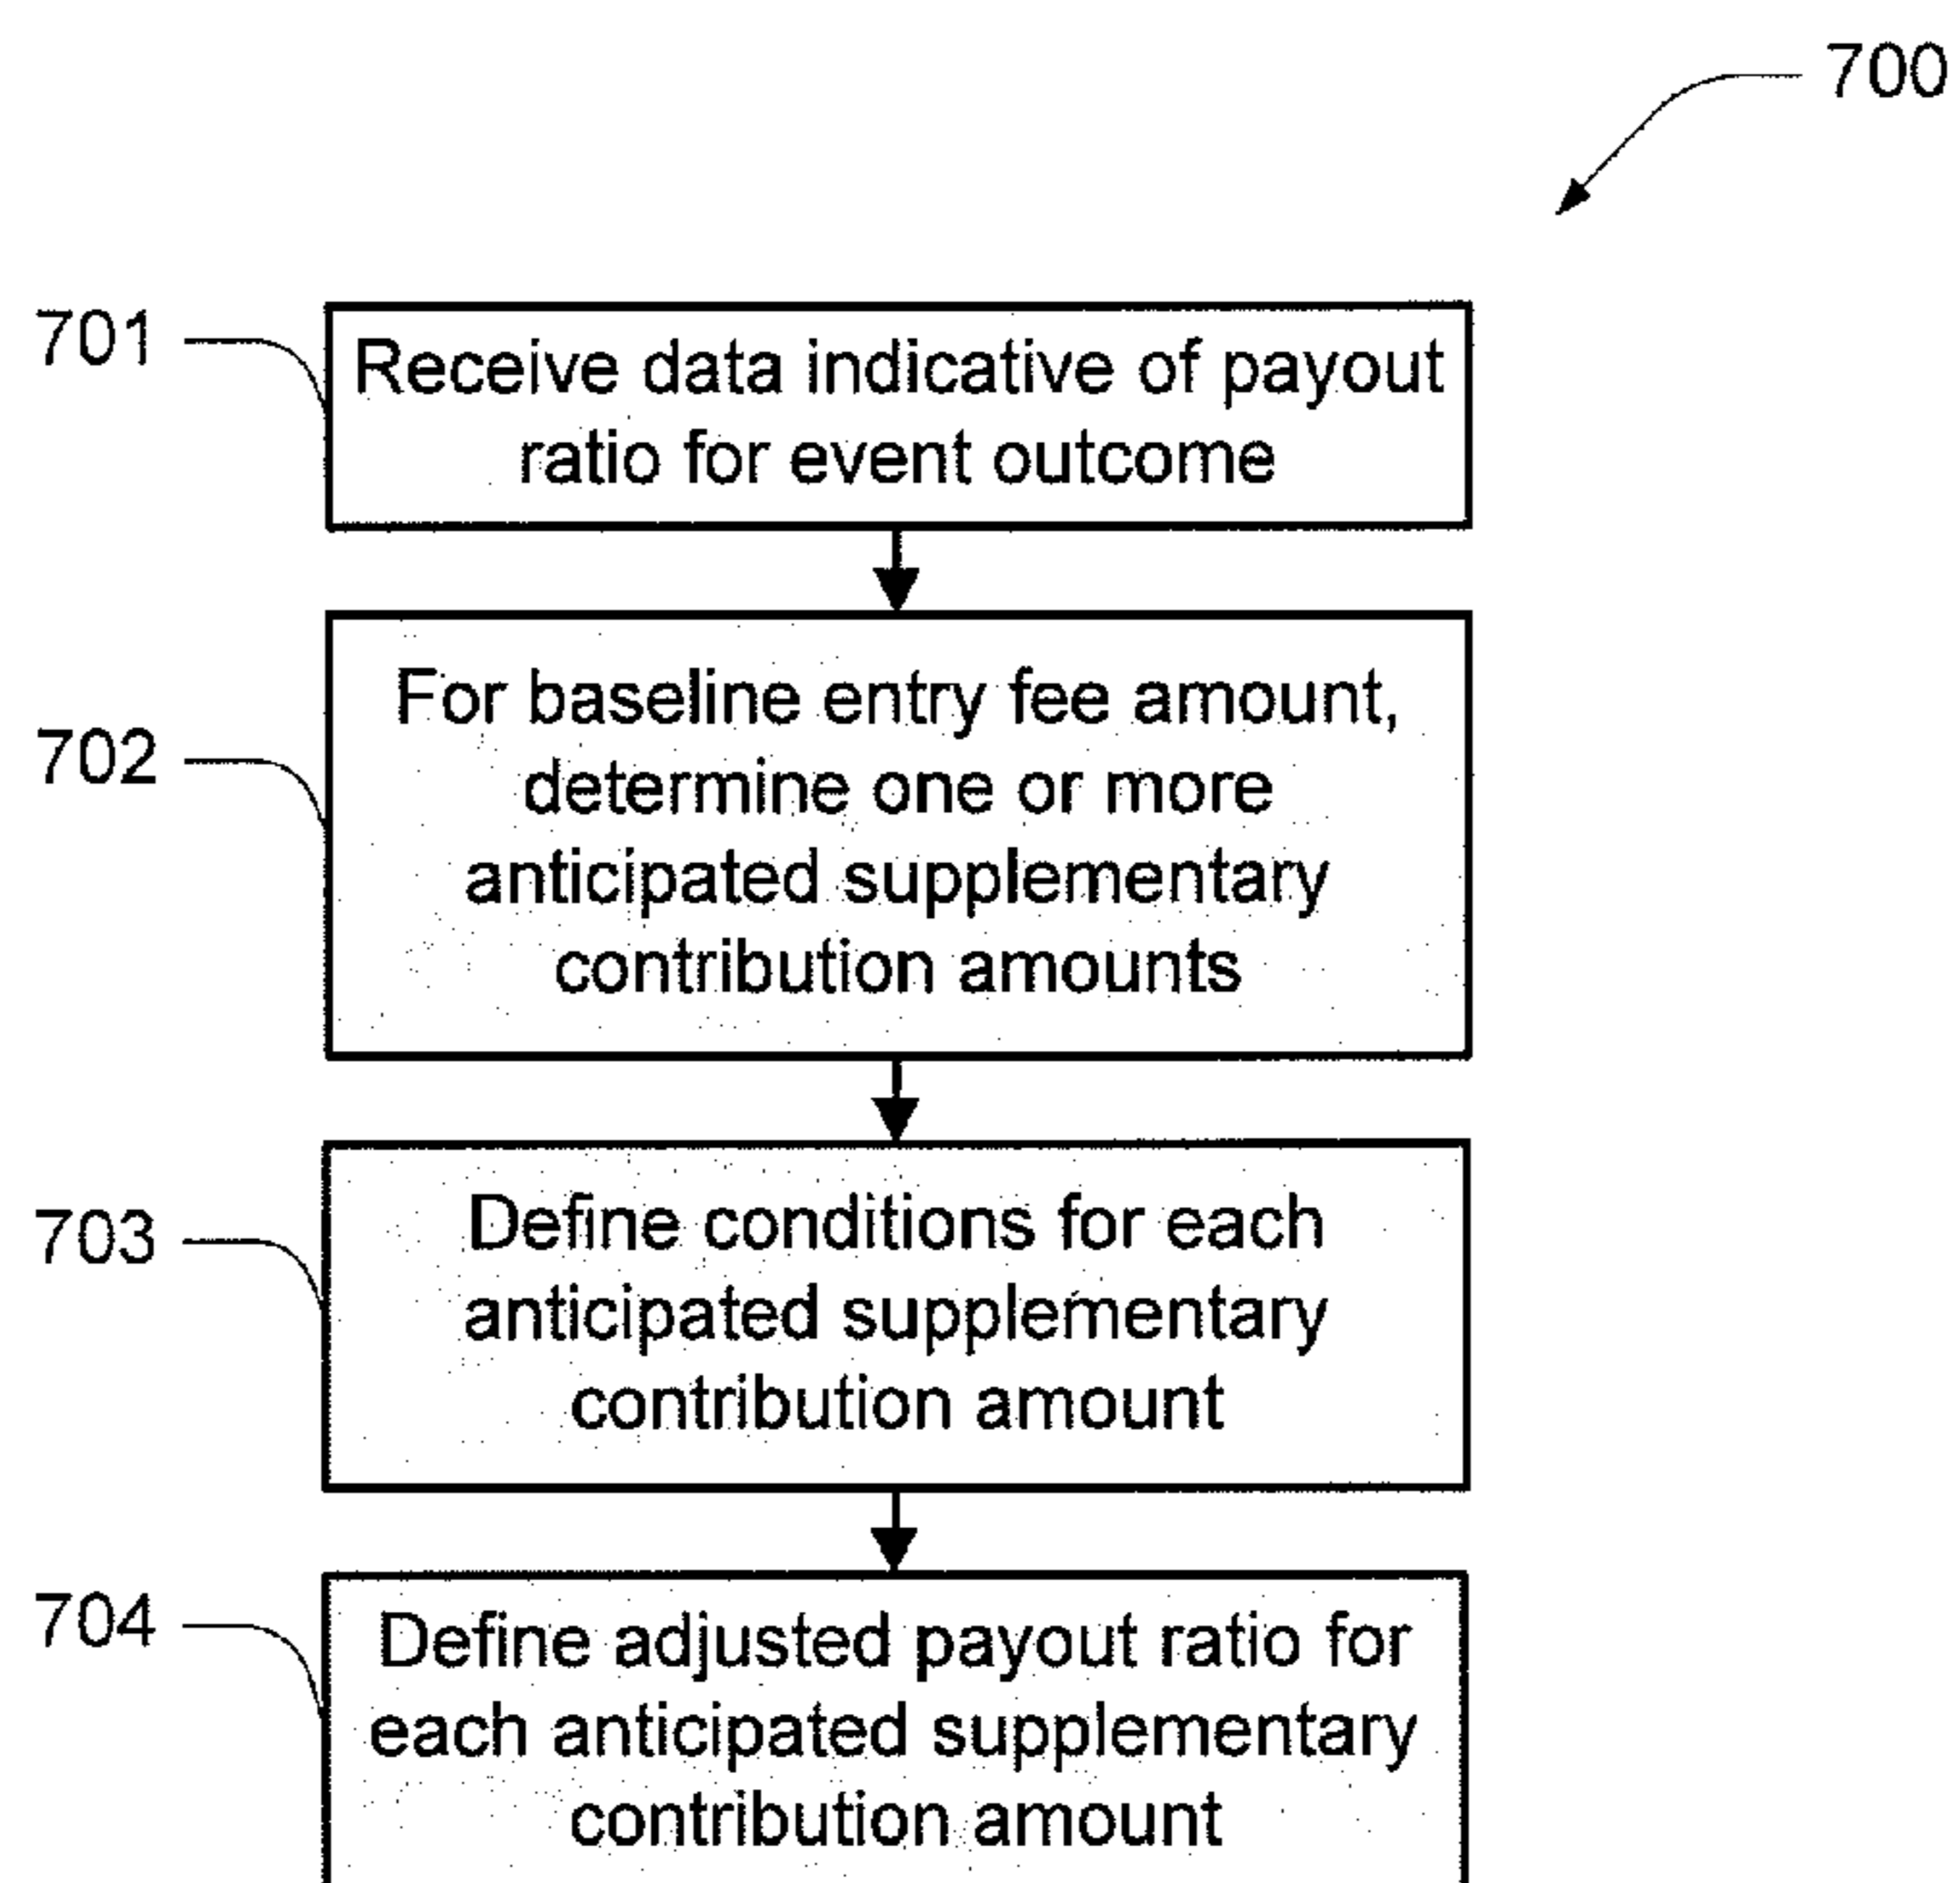 700
701
Receive data indicative of payout
ratio for event outcome
702
For baseline entry fee amount,
determine one or more
anticipated supplementary
contribution amounts
703
Define conditions for each
anticipated supplementary
contribution amount
704
Define adjusted payout ratio for
each anticipated supplementary
contribution amount